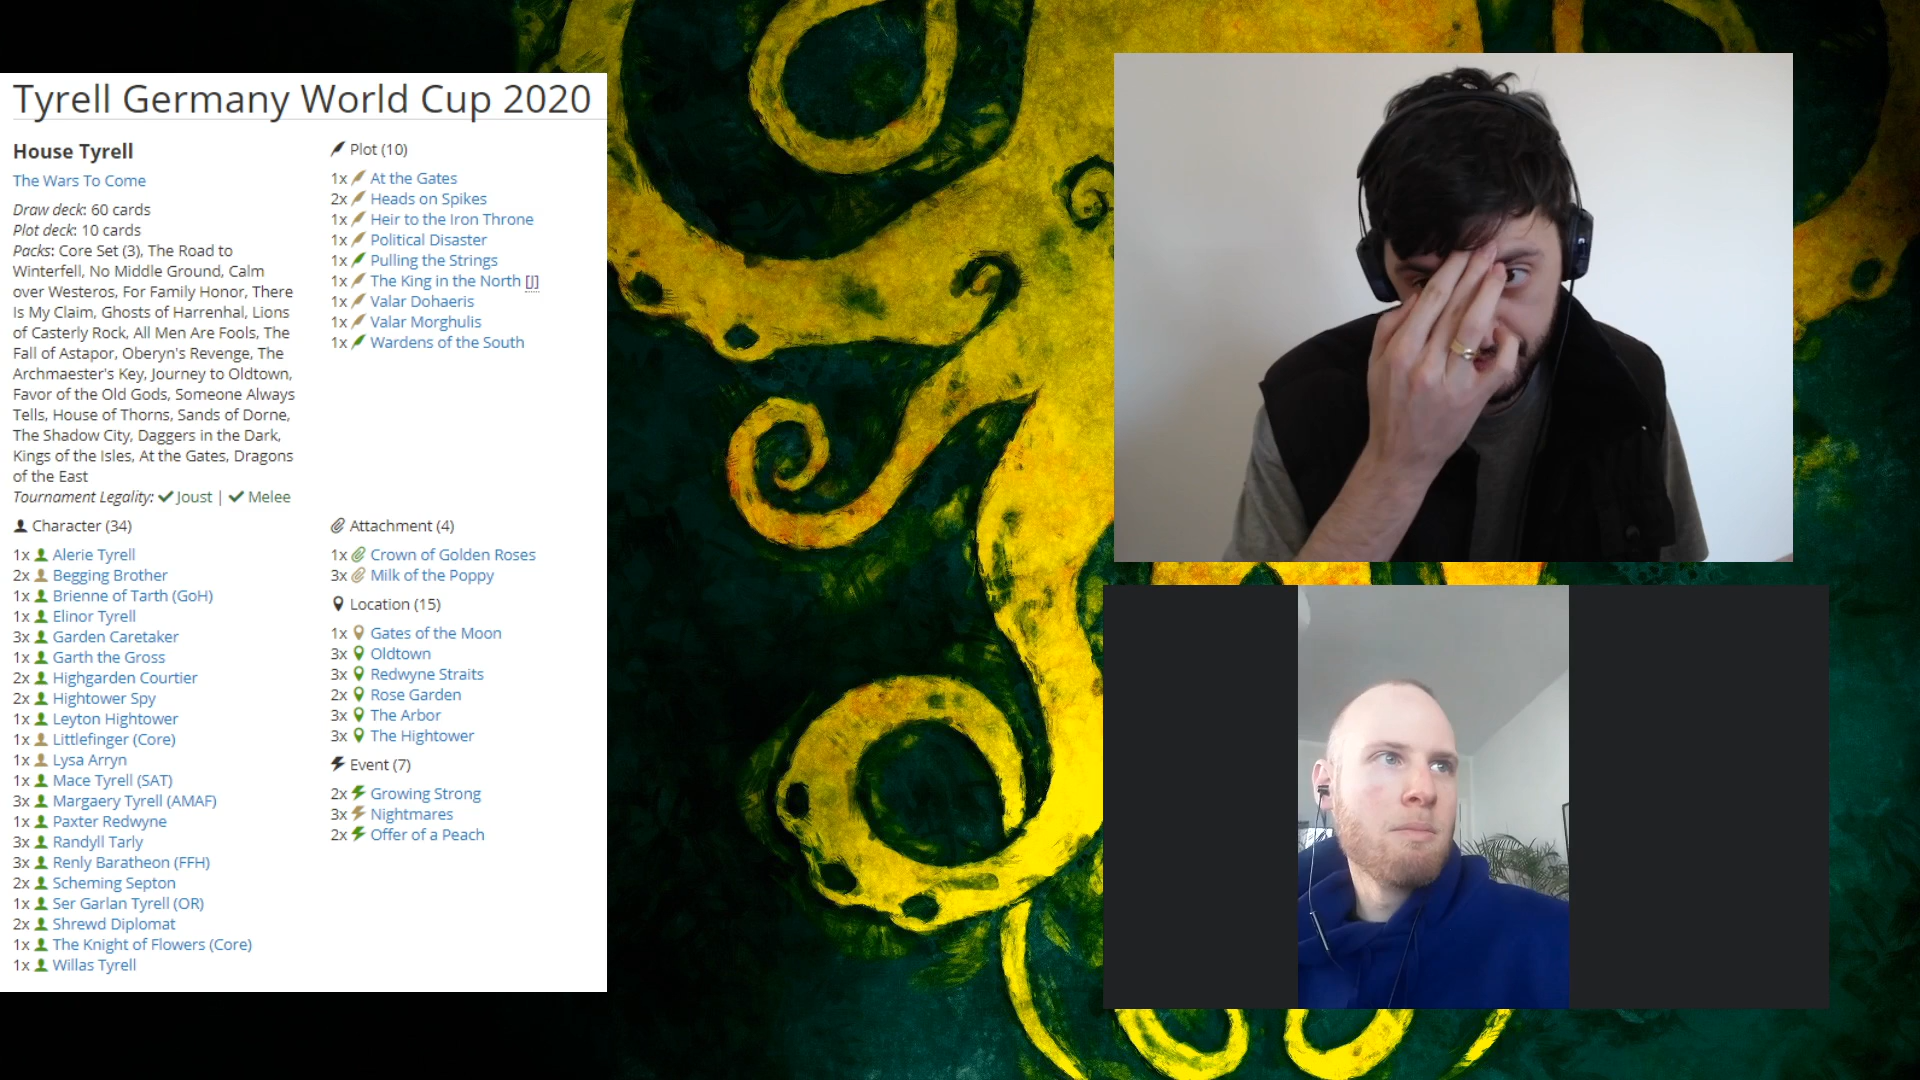 Tyrell Germany World Cup 2020
House Tyrell
The Wars To Come
Draw deck: 60 cards
Plot deck: 10 cards
Packs: Core Set (3), The Road to
Winterfell, No Middle Ground, Calm
over Westeros, For Family Honor, There
Is My Claim, Ghosts of Harrenhal, Lions
of Casterly Rock, All Men Are Fools, The
Fall of Astapor, Oberyn's Revenge, The
Archmaester's Key, Journey to Oldtown,
Favor of the Old Gods, Someone Always
Tells, House of Thorns, Sands of Dorne,
The Shadow City, Daggers in the Dark,
Kings of the Isles, At the Gates, Dragons
of the East
Tournament Legality: Joust | Melee
Plot (10)
1x At the Gates
2x Heads on Spikes
1x Heir to the Iron Throne
1x Political Disaster
1x Pulling the Strings
1x The King in the North [J]
1x Valar Dohaeris
1x Valar Morghulis
1x Wardens of the South
Character (34)
1x Alerie Tyrell
2x Begging Brother
1x Brienne of Tarth (GoH)
1x Elinor Tyrell
3x Garden Caretaker
1x Garth the Gross
2x Highgarden Courtier
2x Hightower Spy
1x Leyton Hightower
1x Littlefinger (Core)
1x Lysa Arryn
1x Mace Tyrell (SAT)
3x Margaery Tyrell (AMAF)
1x Paxter Redwyne
3x Randyll Tarly
3x Renly Baratheon (FFH)
2x Scheming Septon
1x Ser Garlan Tyrell (OR)
2x Shrewd Diplomat
1x The Knight of Flowers (Core)
1x Willas Tyrell
Attachment (4)
1x Crown of Golden Roses
3x Milk of the Poppy
Location (15)
1x Gates of the Moon
3x Oldtown
3x Redwyne Straits
2x Rose Garden
3x The Arbor
3x The Hightower
Event (7)
2x Growing Strong
3x Nightmares
2x Offer of a Peach